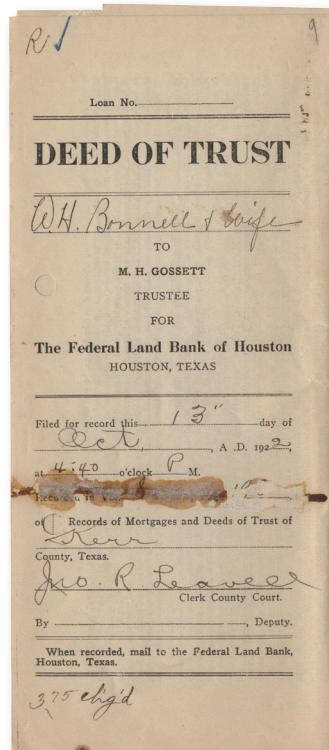 R ✓
9
Loan No.
DEED OF TRUST
W.H. Bonnell & Wife
TO
M. H. GOSSETT
TRUSTEE
FOR
The Federal Land Bank of Houston
HOUSTON, TEXAS
Filed for record this 13" day of
Oct, A. D. 1922,
at 4:40 o'clock P M.
Recorded in
of Records of Mortgages and Deeds of Trust of
Kerr
County, Texas.
Jno. R. Leavell
Clerk County Court.
By , Deputy.
When recorded, mail to the Federal Land Bank,
Houston, Texas.
3.75 ch'g'd